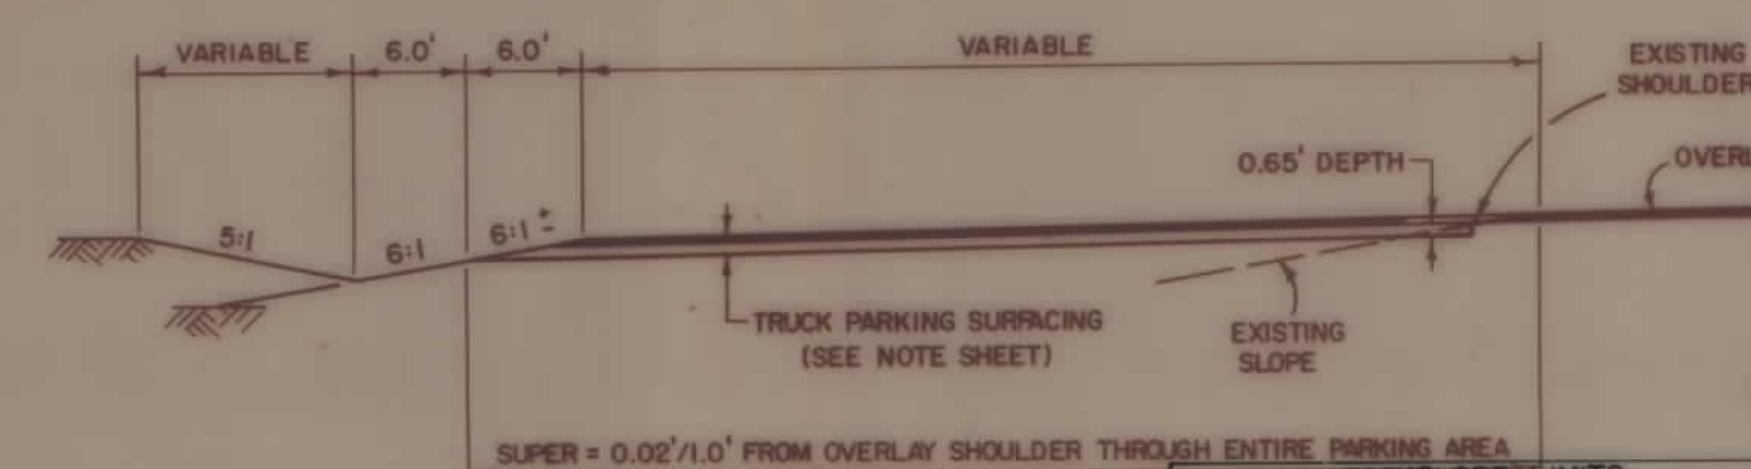 VARIABLE 6.0' 6.0' VARIABLE
EXISTING
SHOULDER
0.65' DEPTH
5:1 6:1 6:1 ±
TRUCK PARKING SURFACING
(SEE NOTE SHEET)
EXISTING
SLOPE
SUPER = 0.02'/1.0' FROM OVERLAY SHOULDER THROUGH ENTIRE PARKING AREA